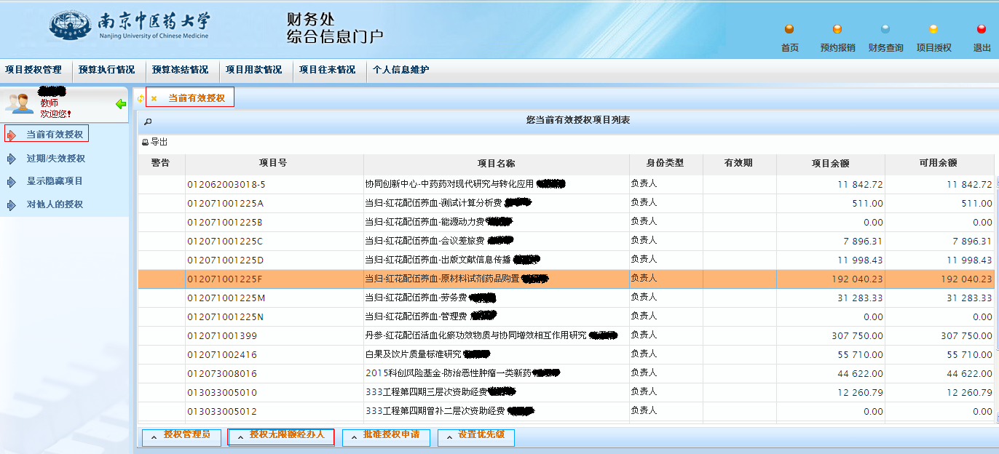 南京中医药大学
Nanjing University of Chinese Medicine
财务处
综合信息门户
首页 预约报销 财务查询 项目授权 退出
项目授权管理 预算执行情况 预算冻结情况 项目用款情况 项目往来情况 个人信息维护
教师
欢迎您!
当前有效授权
过期/失效授权
显示隐藏项目
对他人的授权
当前有效授权
您当前有效授权项目列表
导出
警告 项目号 项目名称 身份类型 有效期 项目余额 可用余额
012062003018-5 协同创新中心-中药药对现代研究与转化应用 负责人 11 842.72 11 842.72
012071001225A 当归-红花配伍养血-测试计算分析费 负责人 511.00 511.00
012071001225B 当归-红花配伍养血-能源动力费 负责人 0.00 0.00
012071001225C 当归-红花配伍养血-会议差旅费 负责人 7 896.31 7 896.31
012071001225D 当归-红花配伍养血-出版文献信息传播 负责人 11 998.43 11 998.43
012071001225F 当归-红花配伍养血-原材料试剂药品购置 负责人 192 040.23 192 040.23
012071001225M 当归-红花配伍养血-劳务费 负责人 31 283.33 31 283.33
012071001225N 当归-红花配伍养血-管理费 负责人 0.00 0.00
012071001399 丹参-红花配伍活血化瘀功效物质与协同增效相互作用研究 负责人 307 750.00 307 750.00
012071002416 白果及饮片质量标准研究 负责人 55 710.00 55 710.00
012073008016 2015科创风险基金-防治恶性肿瘤一类新药 负责人 44 622.00 44 622.00
013033005010 333工程第四期三层次资助经费 负责人 12 260.79 12 260.79
013033005012 333工程第四期曾补二层次资助经费 负责人 0.00 0.00
授权管理员 授权无限额经办人 批准授权申请 设置优先级